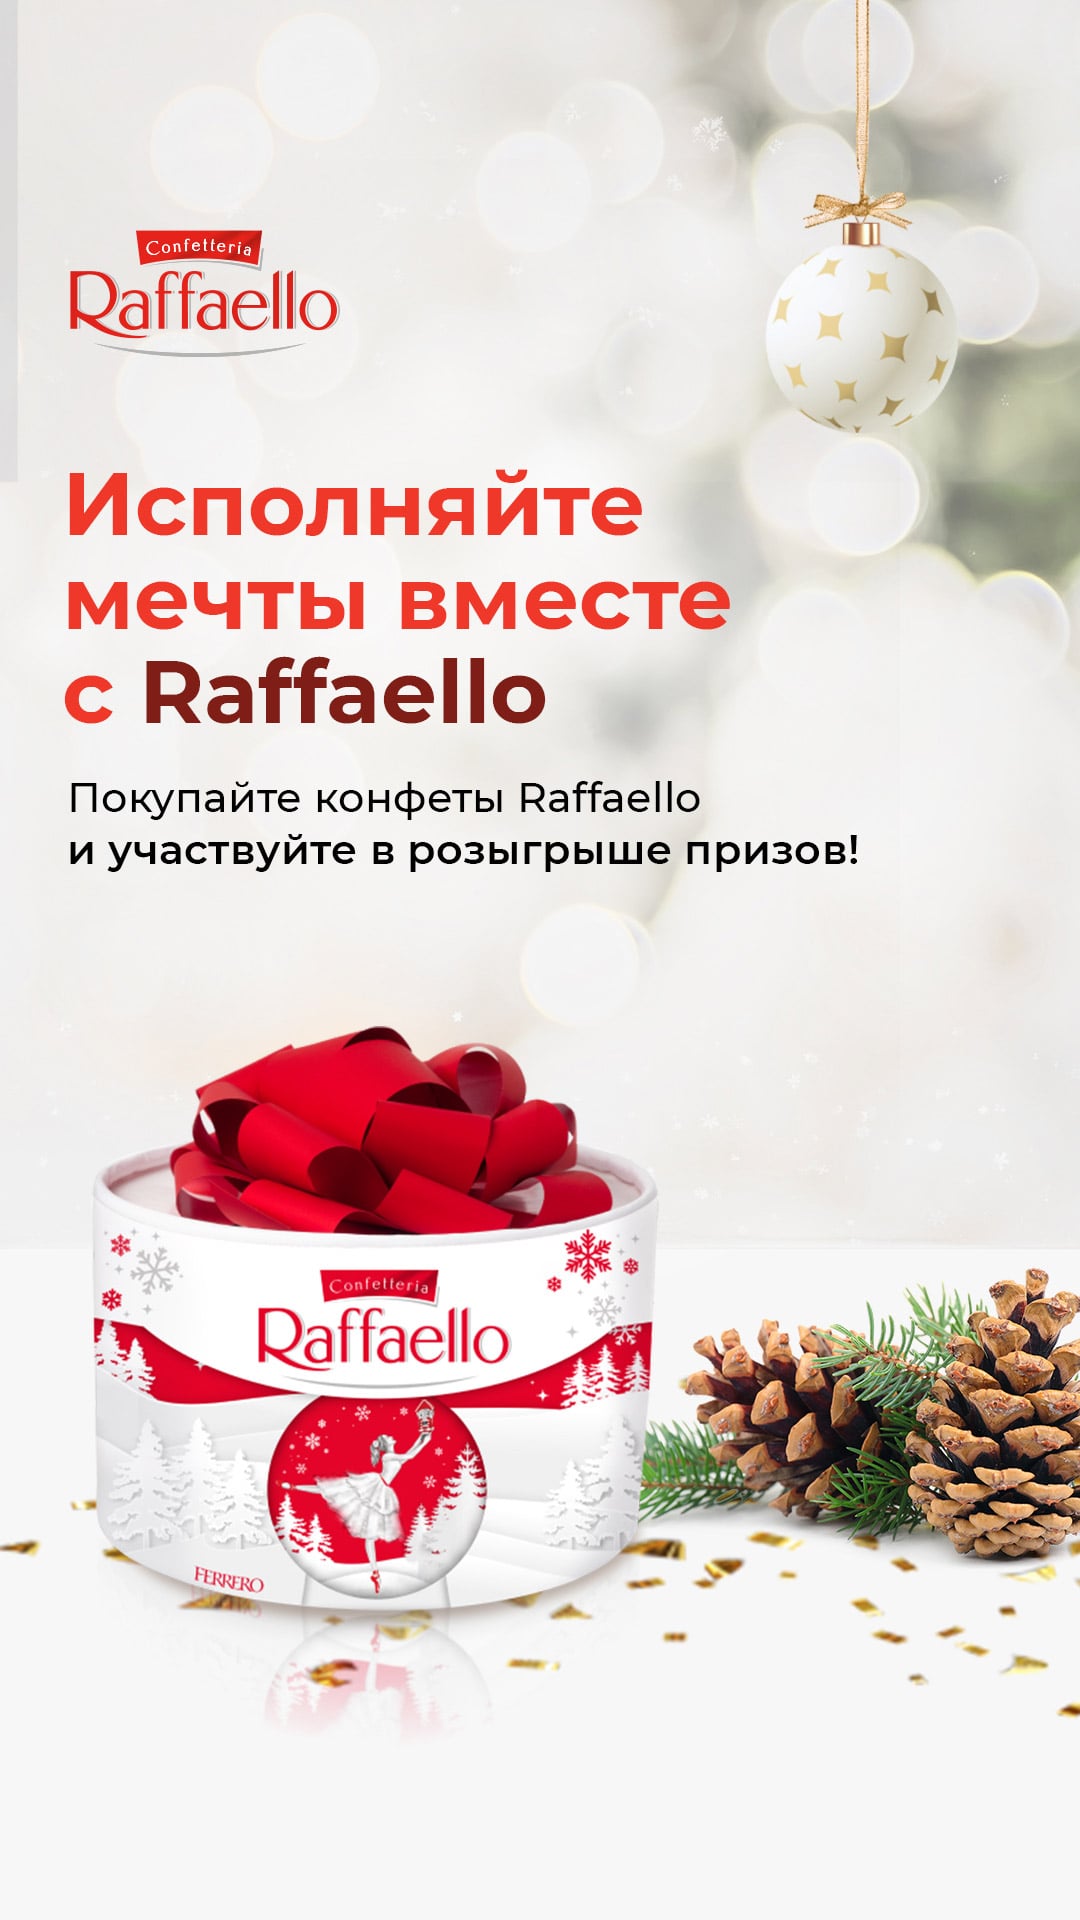 Confetteria
Raffaello
Исполняйте
мечты вместе
с Raffaello
Покупайте конфеты Raffaello
и участвуйте в розыгрыше призов!
Confetteria
Raffaello
FERRERO